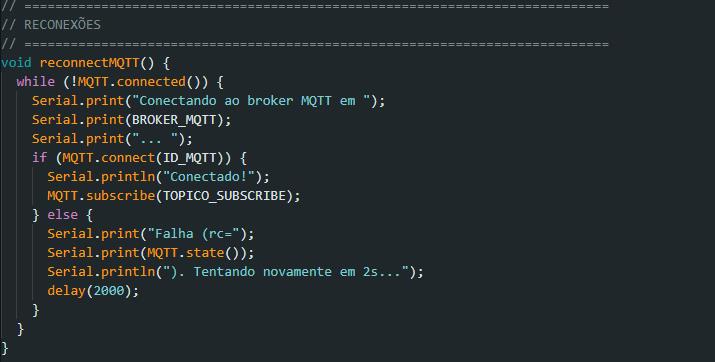 // ============================================================================
// RECONEXÕES
// ============================================================================
void reconnectMQTT() {
  while (!MQTT.connected()) {
    Serial.print("Conectando ao broker MQTT em ");
    Serial.print(BROKER_MQTT);
    Serial.print("... ");
    if (MQTT.connect(ID_MQTT)) {
      Serial.println("Conectado!");
      MQTT.subscribe(TOPICO_SUBSCRIBE);
    } else {
      Serial.print("Falha (rc=");
      Serial.print(MQTT.state());
      Serial.println("). Tentando novamente em 2s...");
      delay(2000);
    }
  }
}